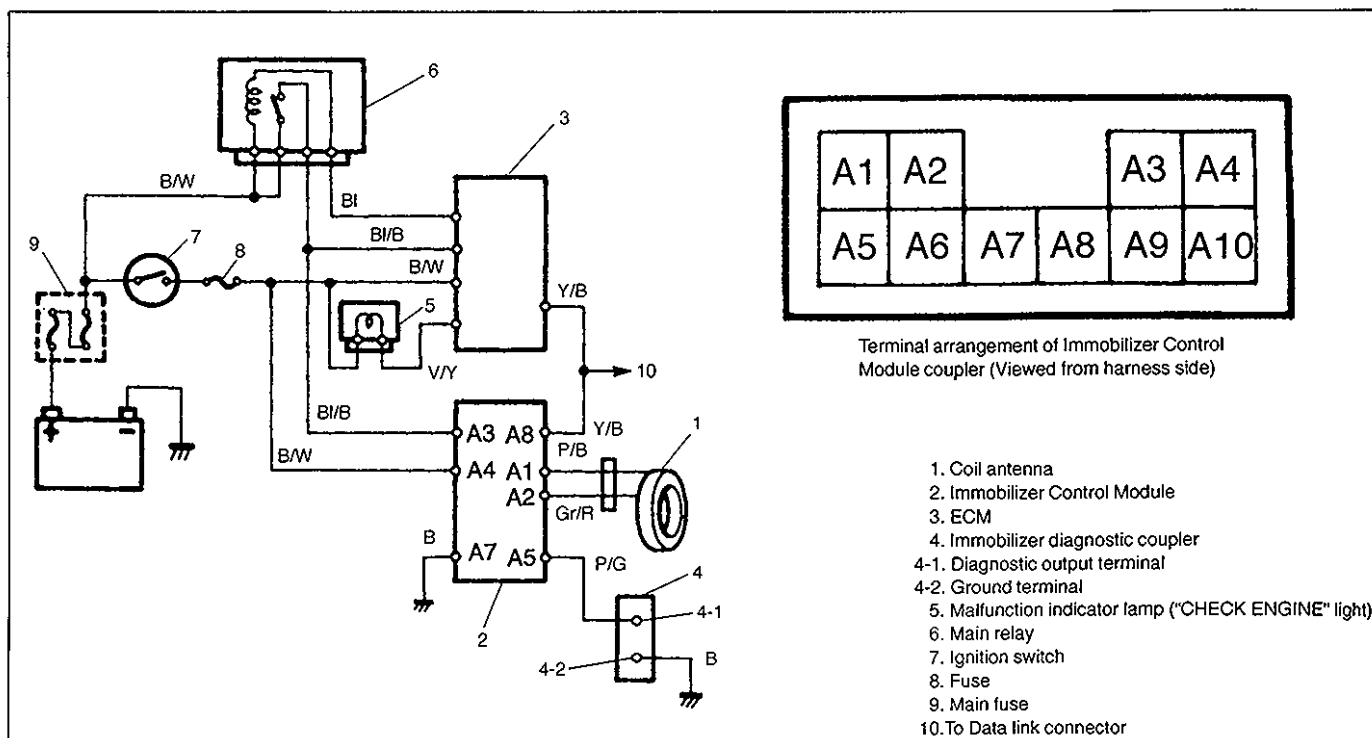 6
3
B/W
Bl
Bl/B
7
9
8
B/W
5
Y/B
V/Y
10
+
−
Bl/B
B/W
A3 A8
Y/B
P/B
1
A4 A1
A2
Gr/R
B
A7 A5
P/G
4
2
4-1
4-2
B
A1 A2 A3 A4
A5 A6 A7 A8 A9 A10
Terminal arrangement of Immobilizer Control
Module coupler (Viewed from harness side)
1. Coil antenna
2. Immobilizer Control Module
3. ECM
4. Immobilizer diagnostic coupler
4-1. Diagnostic output terminal
4-2. Ground terminal
5. Malfunction indicator lamp ("CHECK ENGINE" light)
6. Main relay
7. Ignition switch
8. Fuse
9. Main fuse
10.To Data link connector